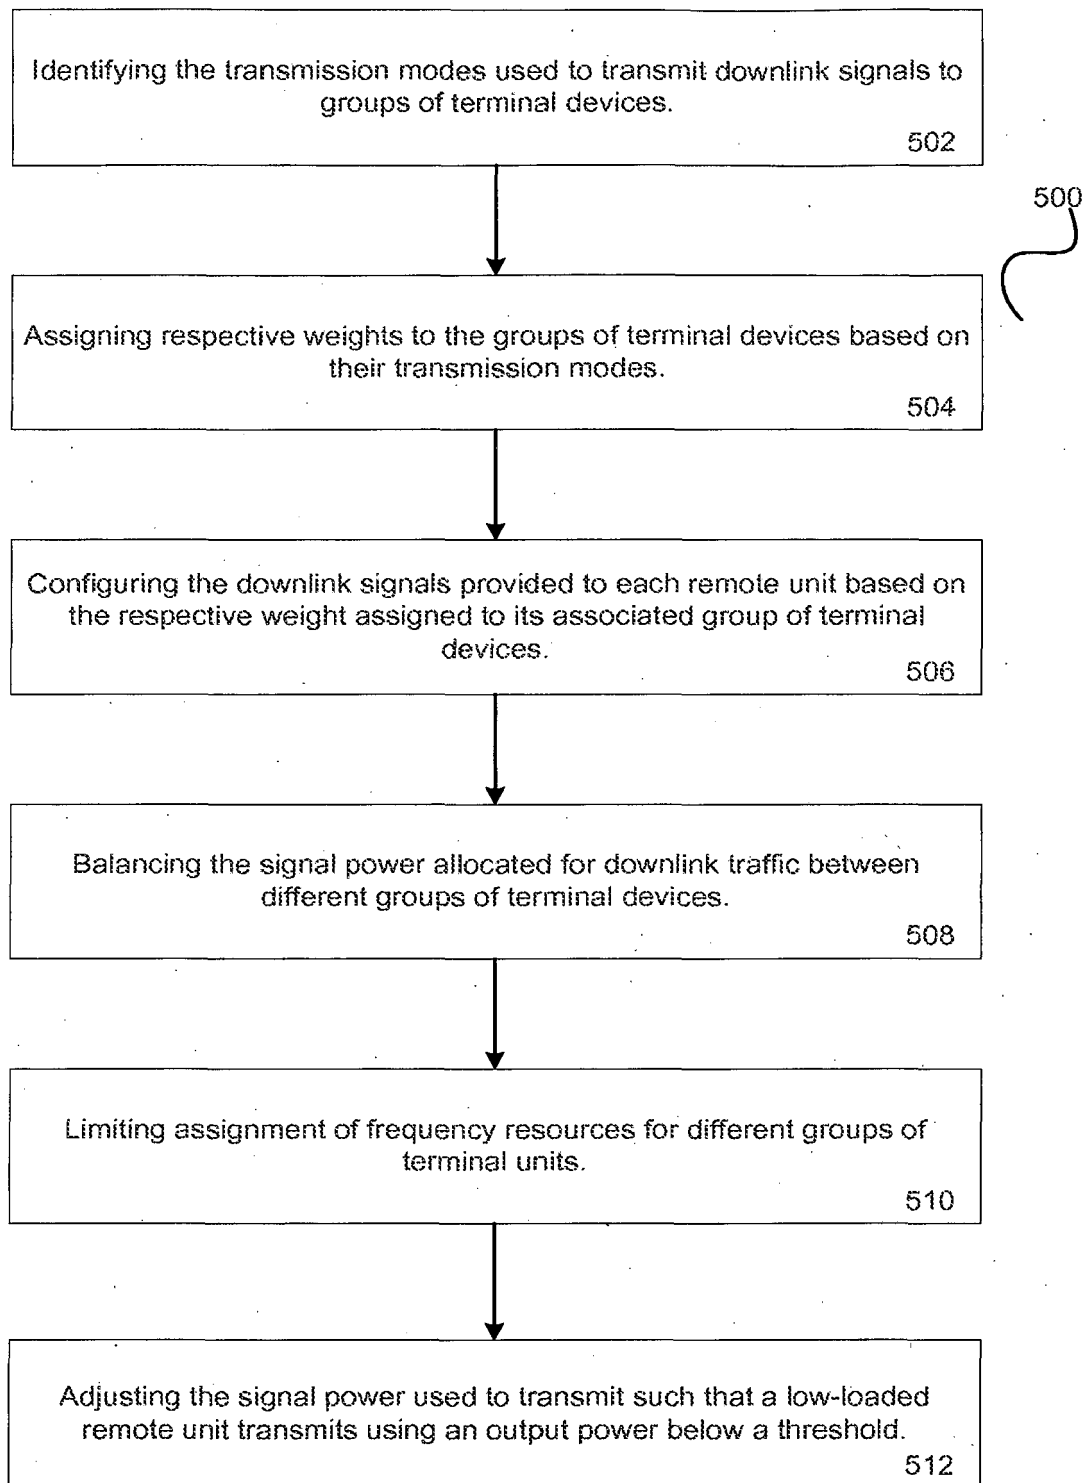 Identifying the transmission modes used to transmit downlink signals to
groups of terminal devices.
502
500
Assigning respective weights to the groups of terminal devices based on
their transmission modes.
504
Configuring the downlink signals provided to each remote unit based on
the respective weight assigned to its associated group of terminal
devices.
506
Balancing the signal power allocated for downlink traffic between
different groups of terminal devices.
508
Limiting assignment of frequency resources for different groups of
terminal units.
510
Adjusting the signal power used to transmit such that a low-loaded
remote unit transmits using an output power below a threshold.
512